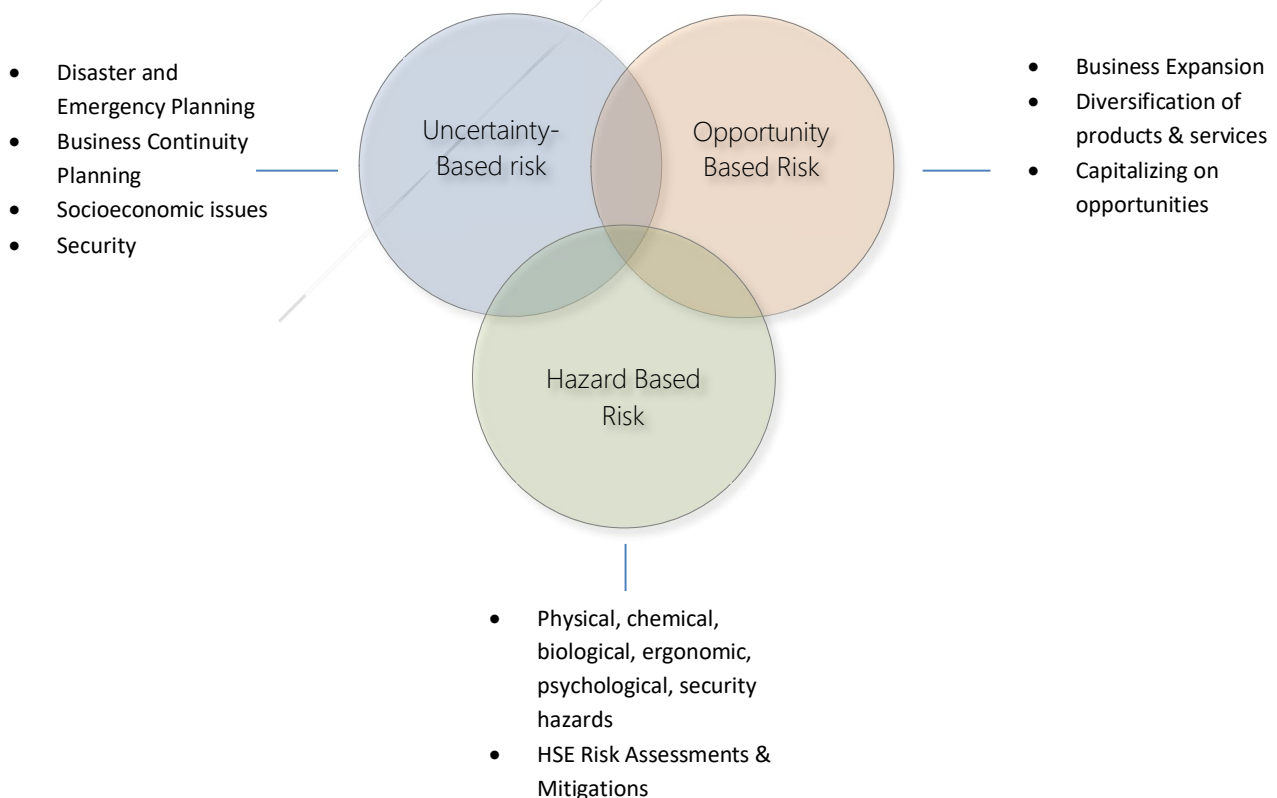 • Disaster and
Emergency Planning
• Business Continuity
Planning
• Socioeconomic issues
• Security
Uncertainty-
Based risk
Opportunity
Based Risk
• Business Expansion
• Diversification of
products & services
• Capitalizing on
opportunities
Hazard Based
Risk
• Physical, chemical,
biological, ergonomic,
psychological, security
hazards
• HSE Risk Assessments &
Mitigations